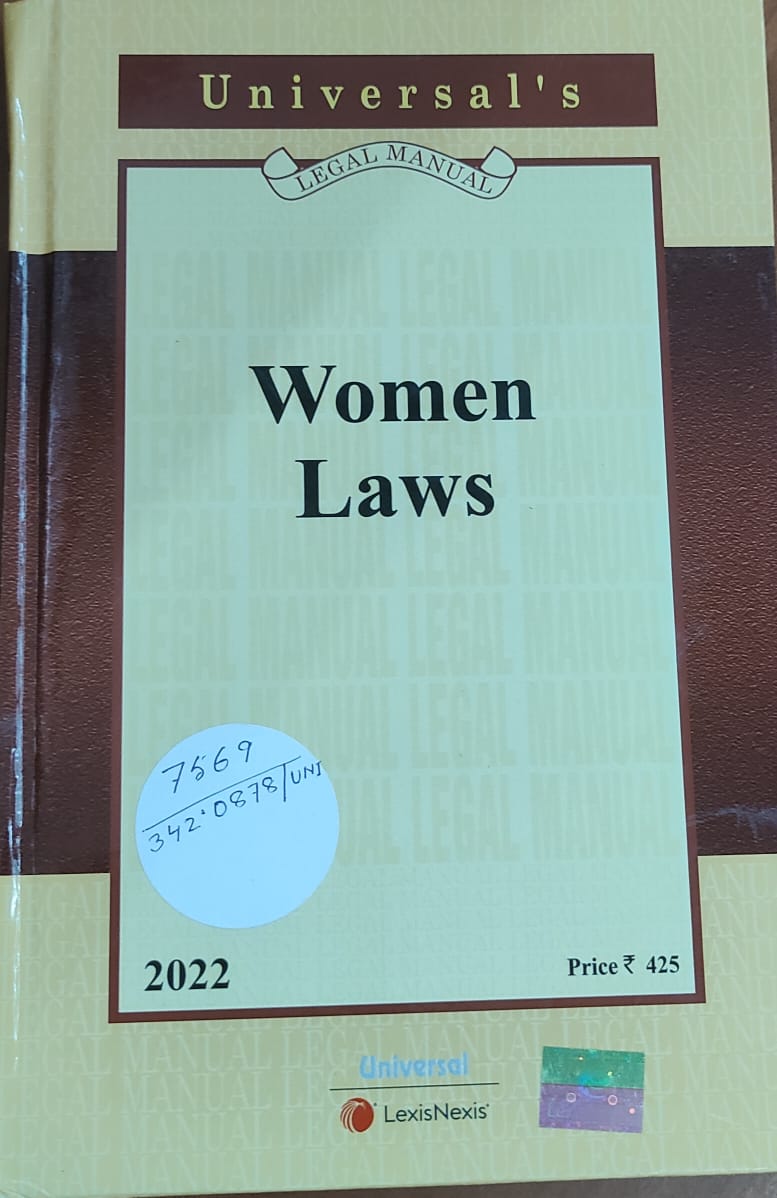 Universal's
LEGAL MANUAL
Women
Laws
7569
342.0878/UNI
2022
Price ₹ 425
Universal
LexisNexis